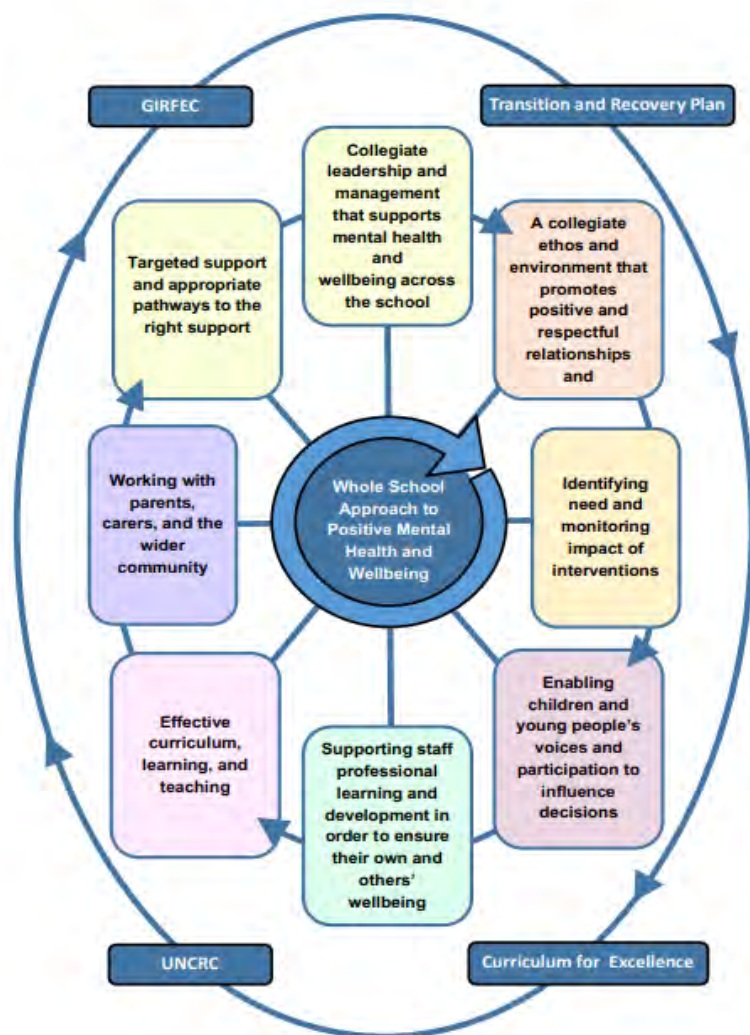 GIRFEC
Transition and Recovery Plan
Collegiate
leadership and
management
that supports
mental health
and
wellbeing across
the school
A collegiate
ethos and
environment that
promotes
positive and
respectful
relationships
and
Identifying
need and
monitoring
impact of
interventions
Enabling
children and
young people’s
voices and
participation to
influence
decisions
Supporting staff
professional
learning and
development in
order to ensure
their own and
others’
wellbeing
Effective
curriculum,
learning, and
teaching
Working with
parents,
carers, and the
wider
community
Targeted support
and appropriate
pathways to the
right support
Whole School
Approach to
Positive Mental
Health and
Wellbeing
UNCRC
Curriculum for Excellence